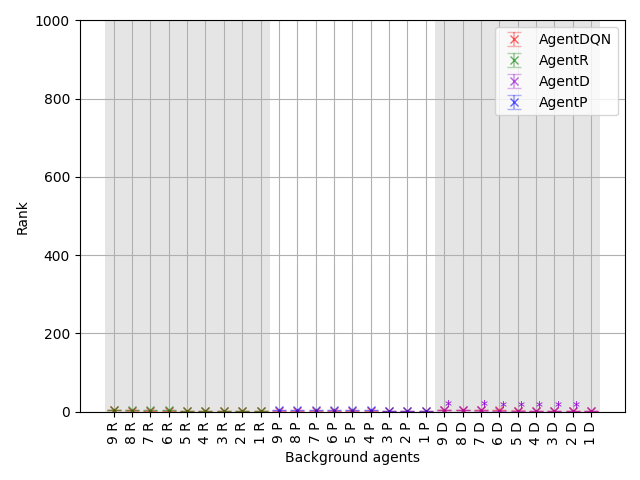 1000
800
600
400
200
0
Rank
AgentDQN
AgentR
AgentD
AgentP
9 R
8 R
7 R
6 R
5 R
4 R
3 R
2 R
1 R
9 P
8 P
7 P
6 P
5 P
4 P
3 P
2 P
1 P
9 D
8 D
7 D
6 D
5 D
4 D
3 D
2 D
1 D
Background agents